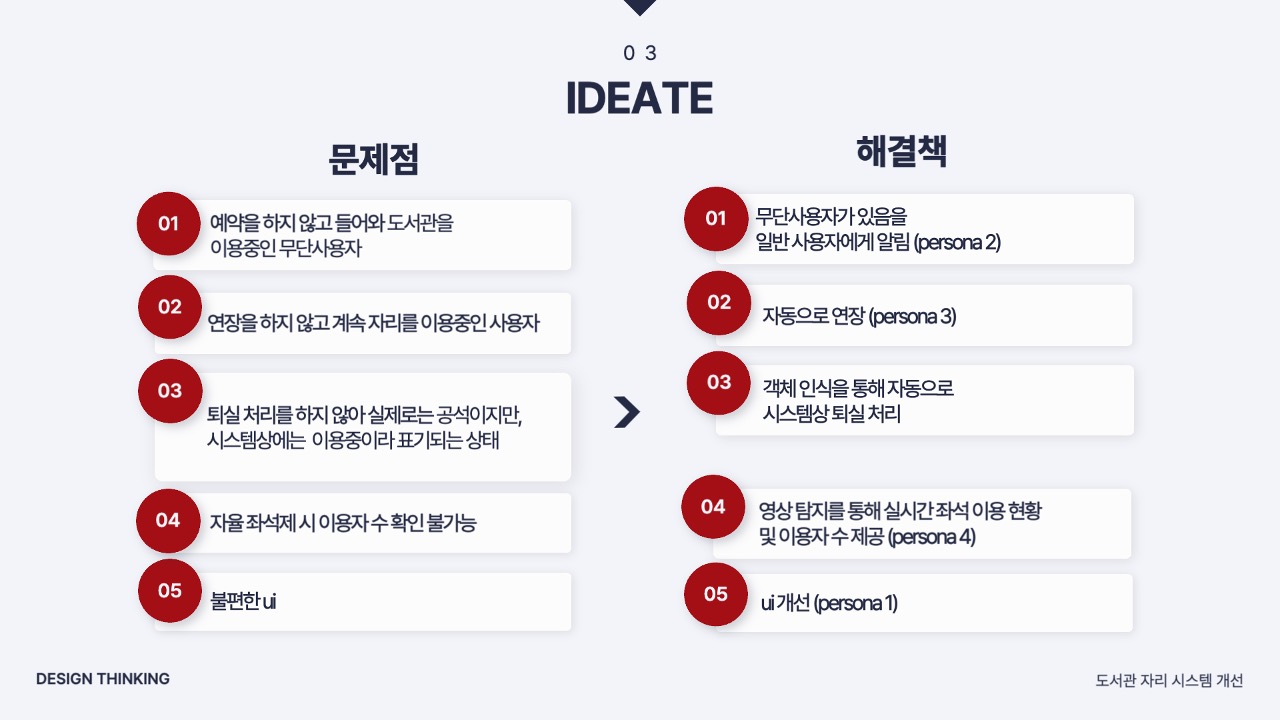 03
IDEATE
문제점
01
예약을 하지 않고 들어와 도서관을
이용중인 무단사용자
02
연장을 하지 않고 계속 자리를 이용중인 사용자
03
퇴실 처리를 하지 않아 실제로는 공석이지만,
시스템상에는 이용중이라 표기되는 상태
04
자율 좌석제 시 이용자 수 확인 불가능
05
불편한 ui
해결책
01
무단사용자가 있음을
일반 사용자에게 알림 (persona 2)
02
자동으로 연장 (persona 3)
03
객체 인식을 통해 자동으로
시스템상 퇴실 처리
04
영상 탐지를 통해 실시간 좌석 이용 현황
및 이용자 수 제공 (persona 4)
05
ui 개선 (persona 1)
DESIGN THINKING
도서관 자리 시스템 개선